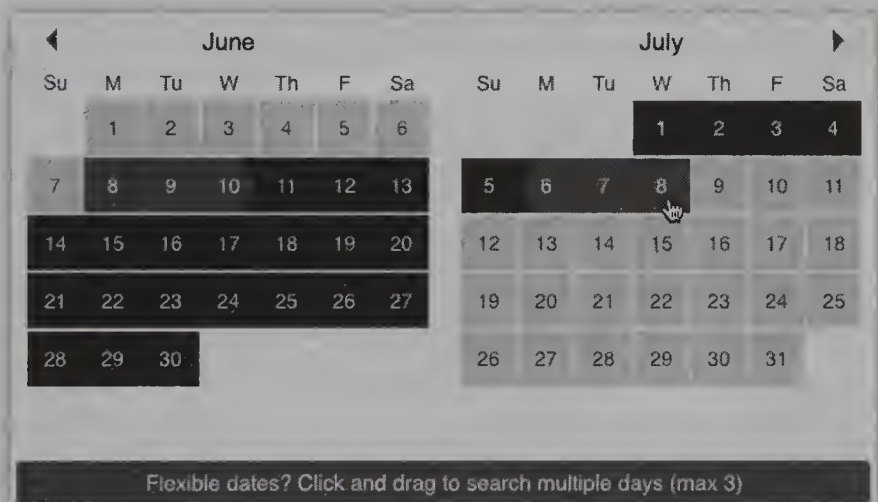 June July
Su M Tu W Th F Sa Su M Tu W Th F Sa
1 2 3 4 5 6 1 2 3 4
7 8 9 10 11 12 13 5 6 7 8 9 10 11
14 15 16 17 18 19 20 12 13 14 15 16 17 18
21 22 23 24 25 26 27 19 20 21 22 23 24 25
28 29 30 26 27 28 29 30 31
Flexible dates? Click and drag to search multiple days (max 3)